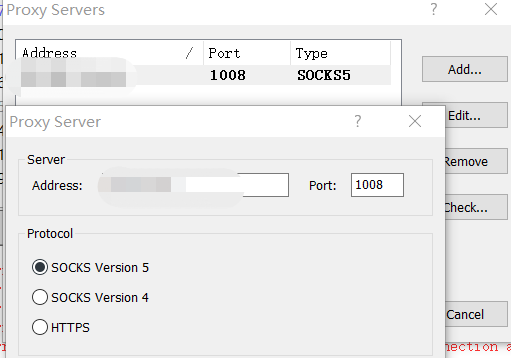 Proxy Servers
Address / Port Type
1008 SOCKS5
Add...
Proxy Server
Edit...
Server
Remove
Address: Port: 1008
Check...
Protocol
SOCKS Version 5
SOCKS Version 4
Cancel
HTTPS
nection a